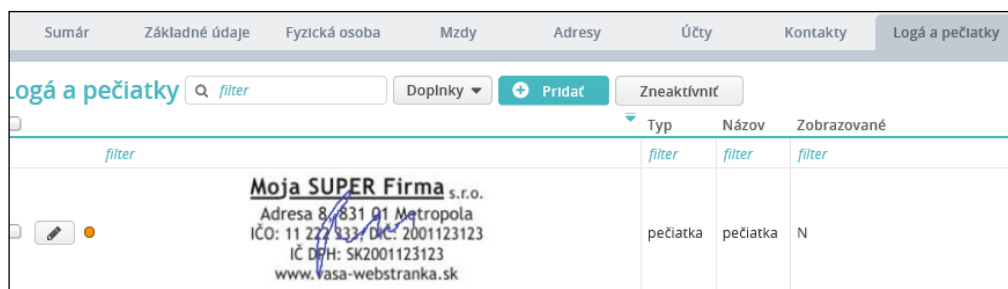 Sumár Základné údaje Fyzická osoba Mzdy Adresy Účty Kontakty Logá a pečiatky
Logá a pečiatky filter Doplnky Pridať Zneaktívniť
Typ Názov Zobrazované
filter filter filter filter
Moja SUPER Firma s.r.o.
Adresa 8, 831 01 Metropola
IČO: 11 222 333, DIČ: 2001123123
IČ DPH: SK2001123123
www.vasa-webstranka.sk
pečiatka pečiatka N